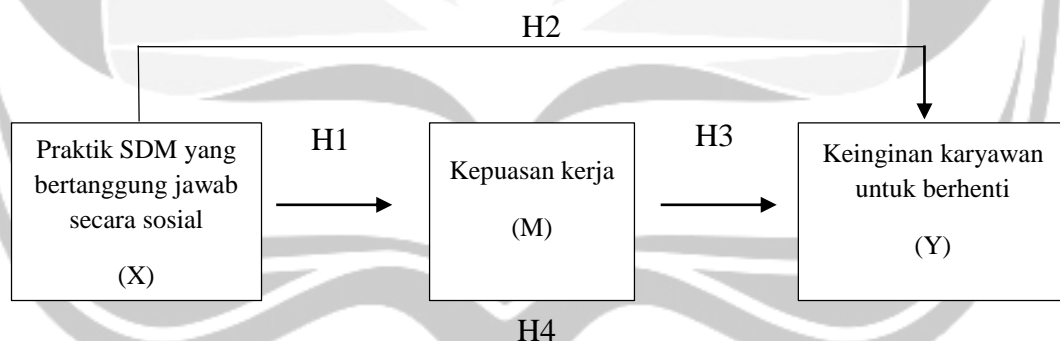 H2
Praktik SDM yang
bertanggung jawab
secara sosial
(X)
H1
Kepuasan kerja
(M)
H3
Keinginan karyawan
untuk berhenti
(Y)
H4